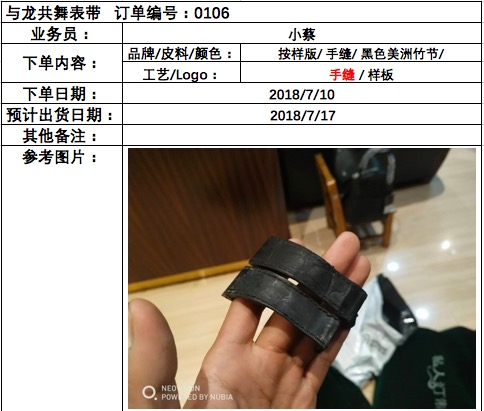 与龙共舞表带 订单编号：0106
业务员： 小蔡
下单内容： 品牌/皮料/颜色： 按样版/ 手缝/ 黑色美洲竹节/
工艺/Logo： 手缝 / 样板
下单日期： 2018/7/10
预计出货日期： 2018/7/17
其他备注：
参考图片：
NEO VISION
POWERED BY NUBIA